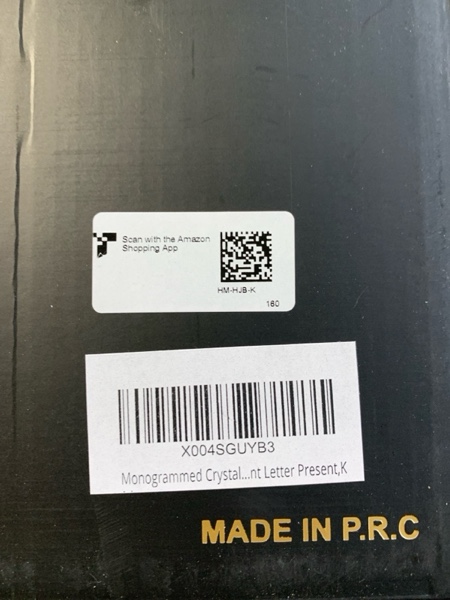 Scan with the Amazon
Shopping App
HM-HJB-K
160
X004SGUYB3
Monogrammed Crystal...nt Letter Present,K
MADE IN P.R.C